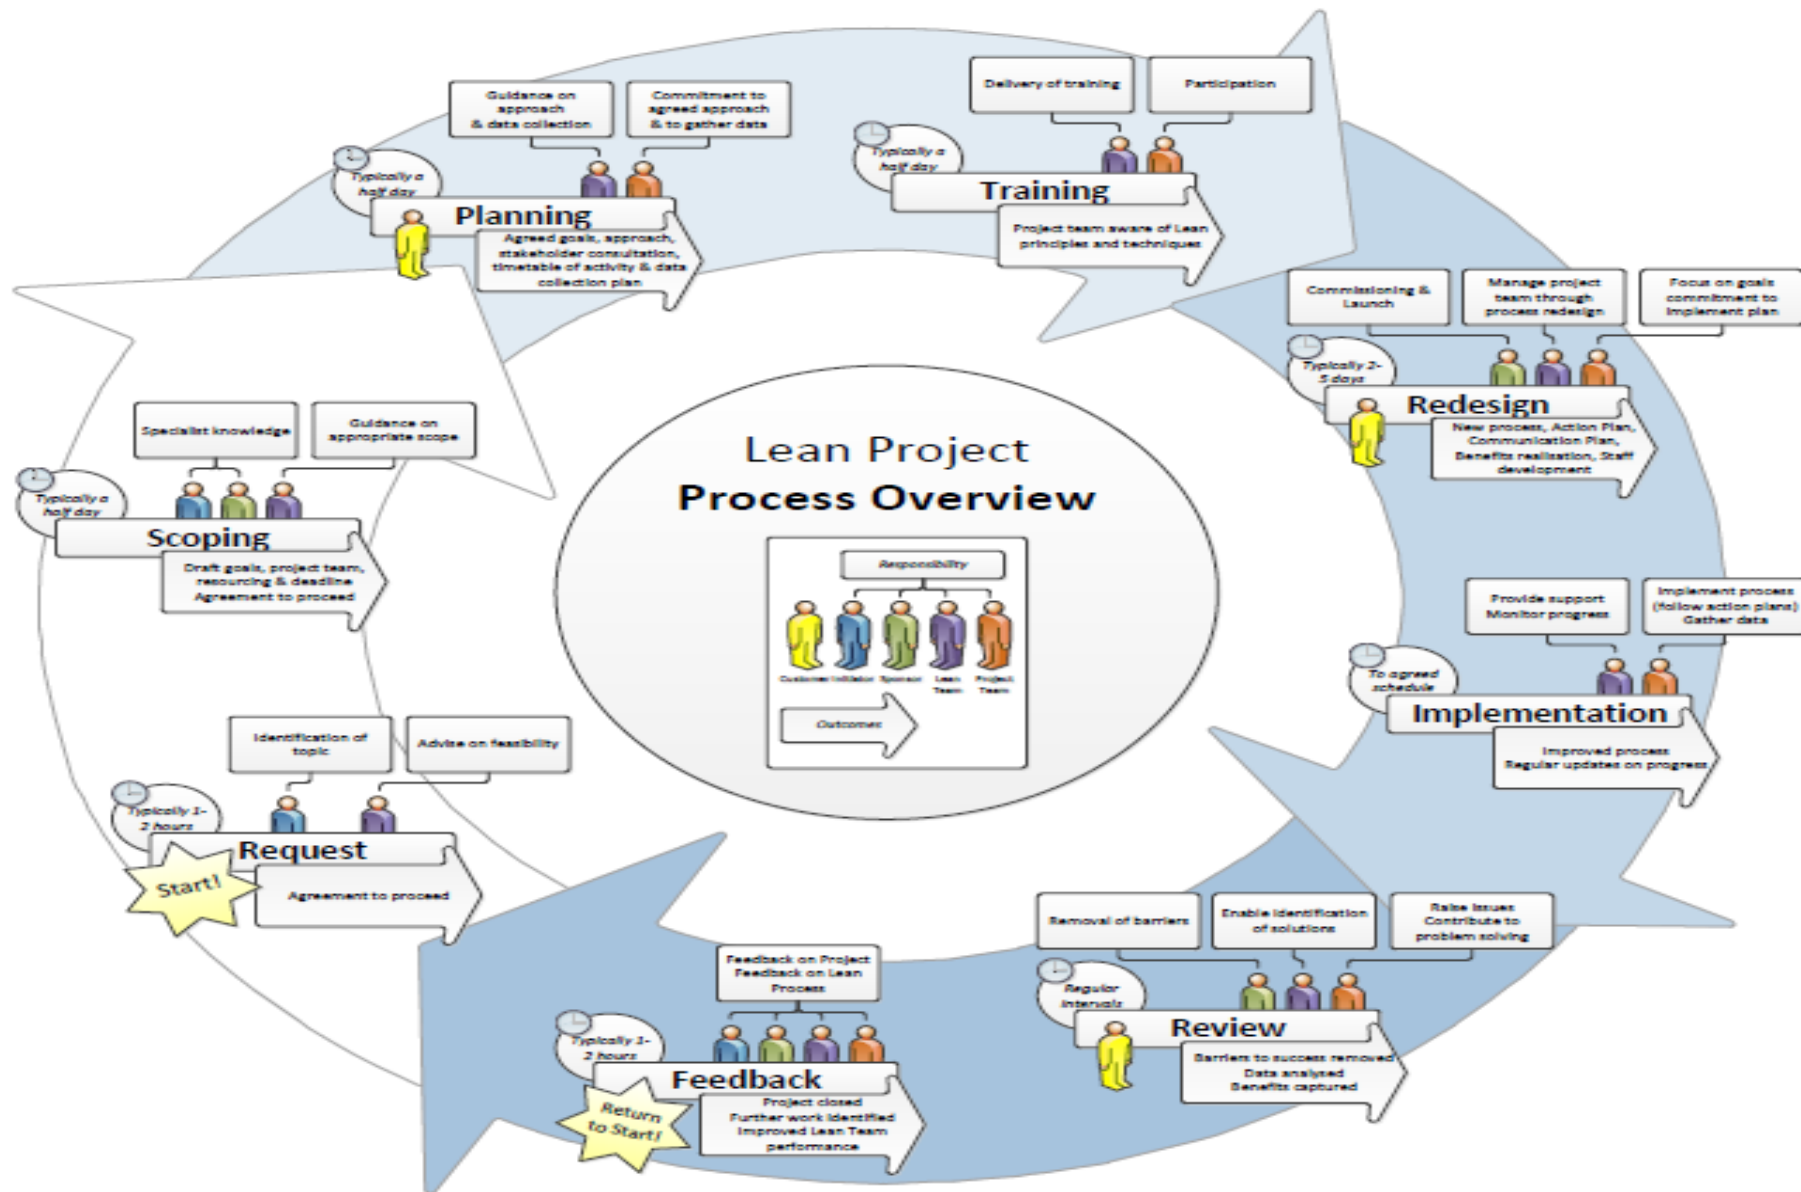 Lean Project
Process Overview
Responsibility
Customer
Initiator
Sponsor
Lean
Team
Project
Team
Outcomes
Identification of
topic
Advise on feasibility
Typically 1-
2 hours
Request
Start!
Agreement to proceed
Specialist knowledge
Guidance on
appropriate scope
Typically a
half day
Scoping
Draft goals, project team,
resourcing & deadline
Agreement to proceed
Guidance on
approach
& data collection
Commitment to
agreed approach
& to gather data
Typically a
half day
Planning
Agreed goals, approach,
stakeholder consultation,
timetable of activity & data
collection plan
Delivery of training
Participation
Typically a
half day
Training
Project team aware of Lean
principles and techniques
Commissioning &
Launch
Manage project
team through
process redesign
Focus on goals
commitment to
implement plan
Typically 2-
5 days
Redesign
New process, Action Plan,
Communication Plan,
Benefits realisation, Staff
development
Provide support
Monitor progress
Implement process
(follow action plans)
Gather data
To agreed
schedule
Implementation
Improved process
Regular updates on progress
Removal of barriers
Enable identification
of solutions
Raise issues
Contribute to
problem solving
Regular
intervals
Review
Barriers to success removed
Data analysed
Benefits captured
Feedback on Project
Feedback on Lean
Process
Typically 1-
2 hours
Feedback
Return
to Start!
Project closed
Further work identified
Improved Lean Team
performance